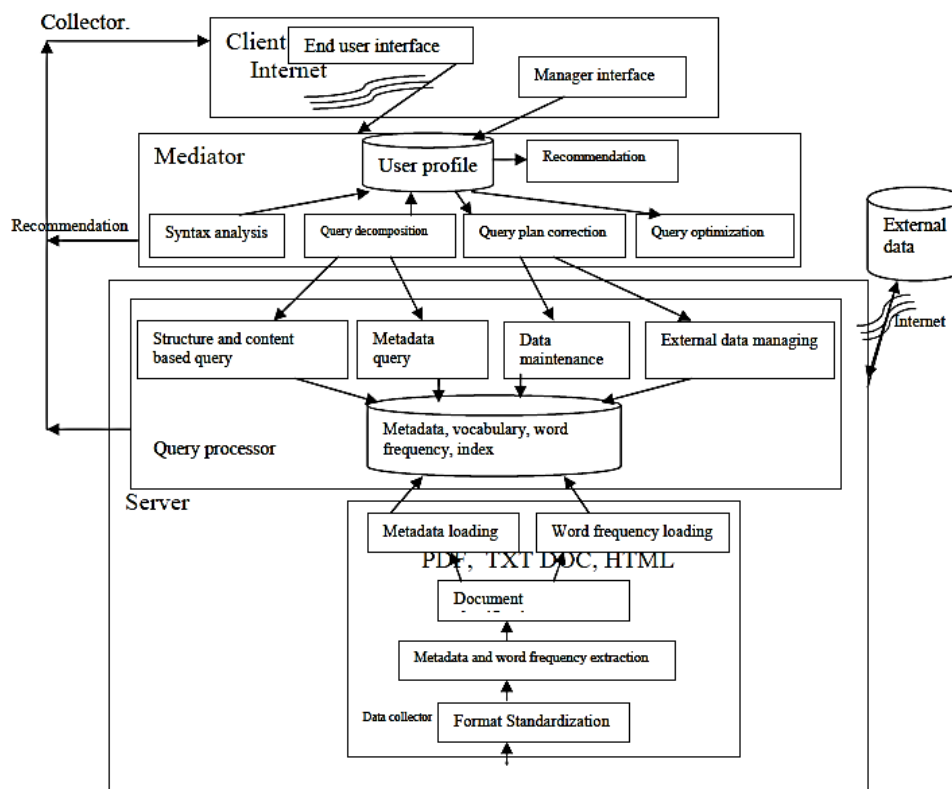 Collector.
Client
End user interface
Internet
Manager interface
Mediator
User profile
Recommendation
Recommendation
Syntax analysis
Query decomposition
Query plan correction
Query optimization
External
data
Internet
Structure and content
based query
Metadata
query
Data
maintenance
External data managing
Metadata, vocabulary, word
frequency, index
Query processor
Server
Metadata loading
Word frequency loading
PDF, TXT DOC, HTML
Document
Metadata and word frequency extraction
Data collector
Format Standardization